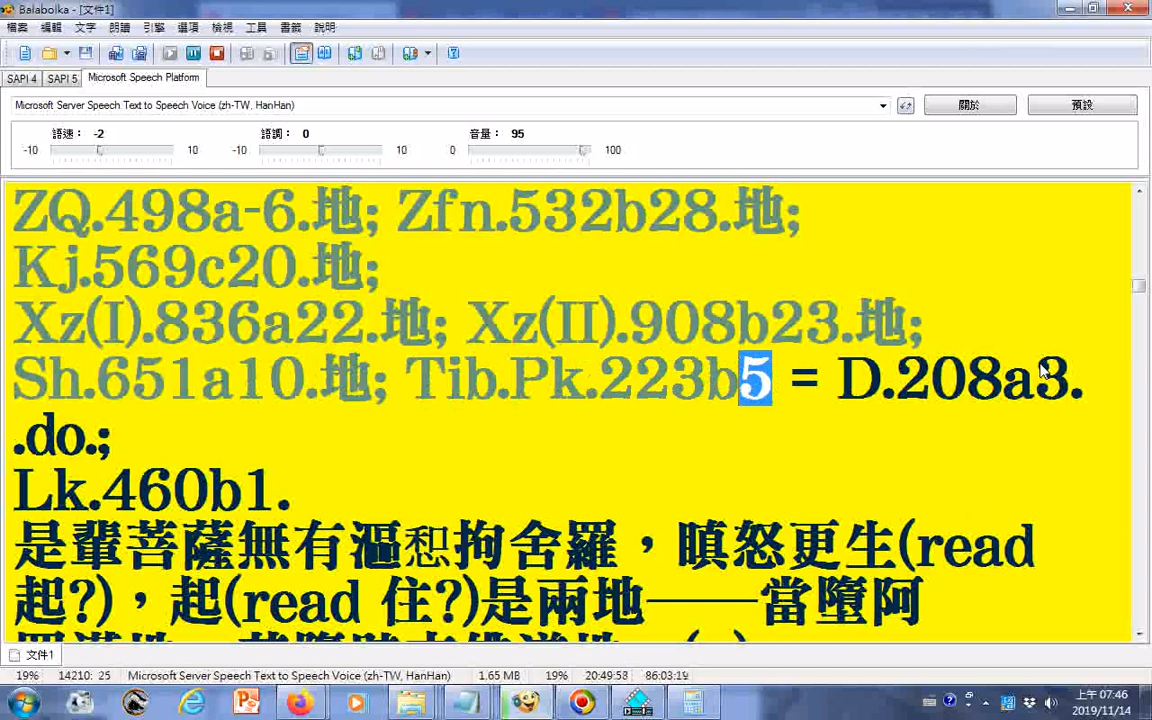 Balabolka - [文件1]
檔案 編輯 文字 朗讀 引擎 選項 檢視 工具 書籤 說明
SAPI 4 SAPI 5 Microsoft Speech Platform
Microsoft Server Speech Text to Speech Voice (zh-TW, HanHan) 關於 預設
語速： -2 語調： 0 音量： 95
-10 10 -10 10 0 100
ZQ.498a-6.地; Zfn.532b28.地;
Kj.569c20.地;
Xz(I).836a22.地; Xz(II).908b23.地;
Sh.651a10.地; Tib.Pk.223b5 = D.208a3.
.do.;
Lk.460b1.
是輩菩薩無有漚惒拘舍羅，瞋怒更生(read
起?)，起(read 住?)是兩地——當墮阿
文件1
19% 14210: 25 Microsoft Server Speech Text to Speech Voice (zh-TW, HanHan) 1.65 MB 19% 20:49:53 86:03:19
上午 07:46
2019/11/14